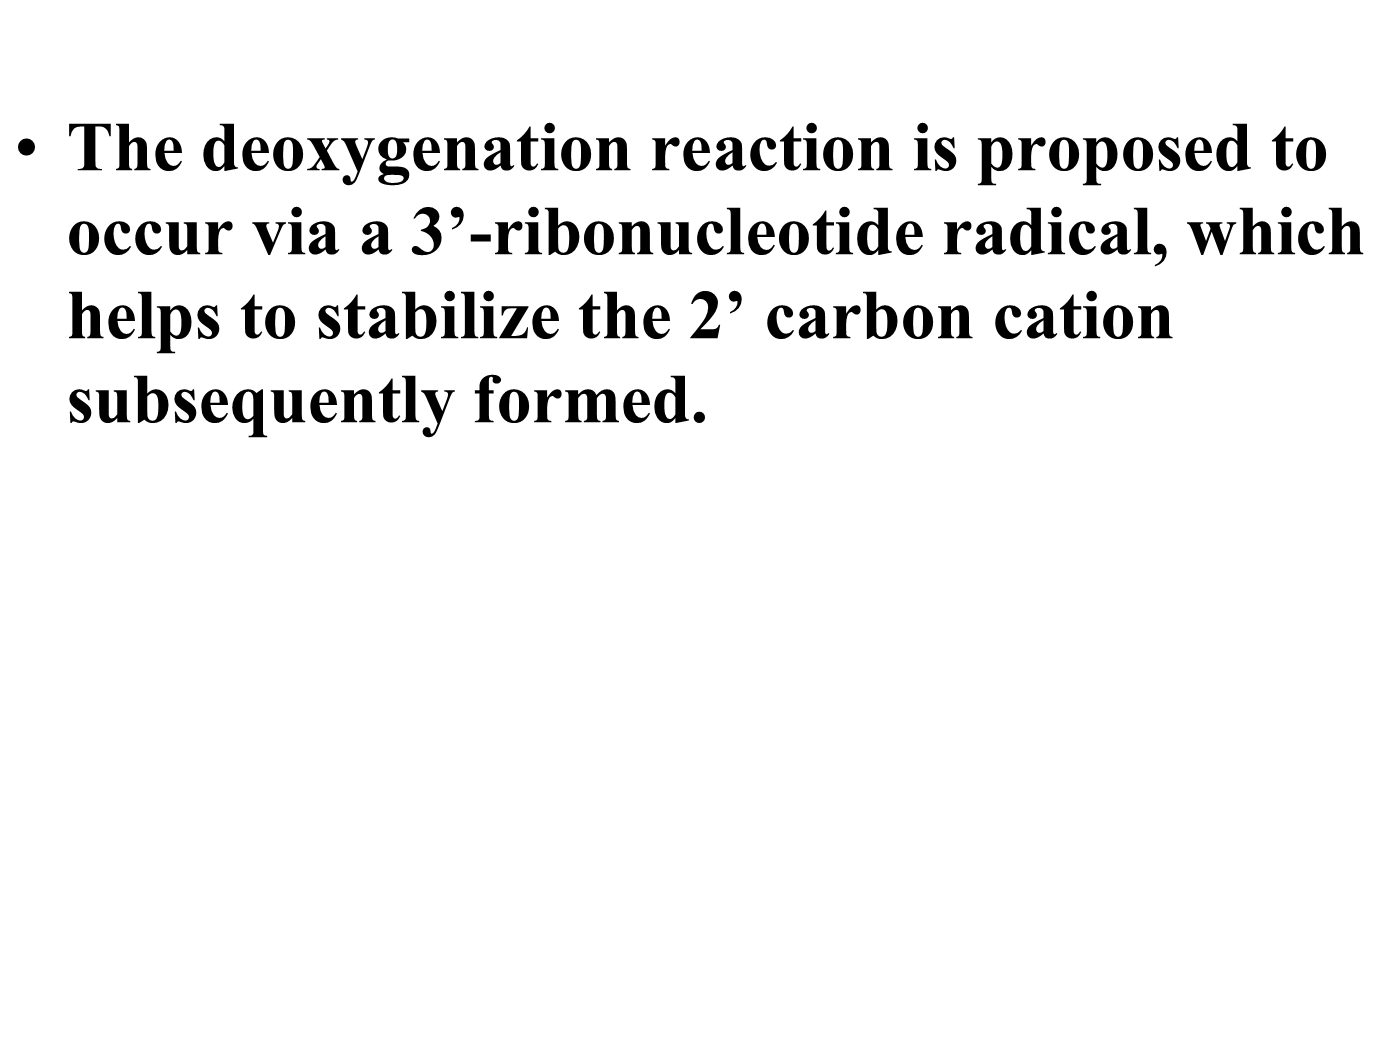 • The deoxygenation reaction is proposed to
occur via a 3’-ribonucleotide radical, which
helps to stabilize the 2’ carbon cation
subsequently formed.